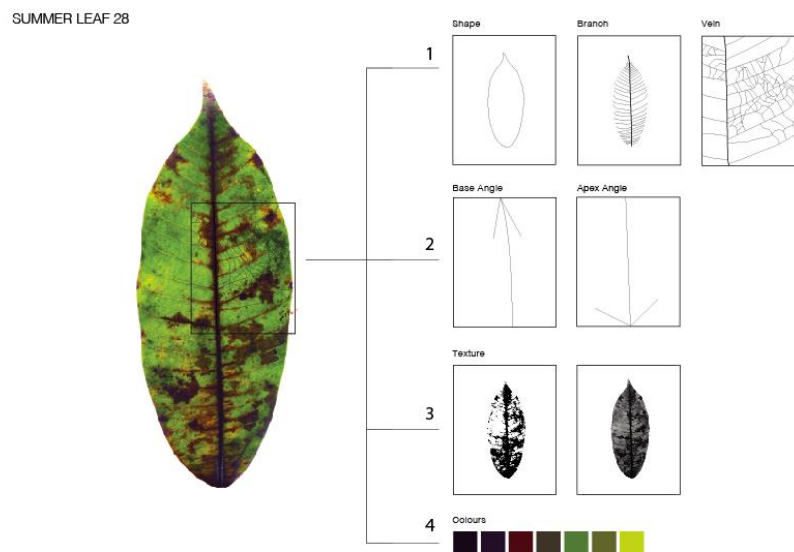 SUMMER LEAF 28
1
Shape
Branch
Vein
2
Base Angle
Apex Angle
3
Texture
4
Colours